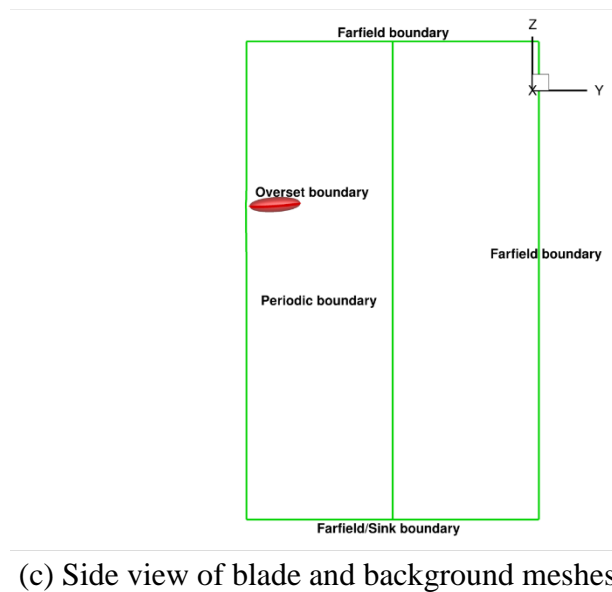 Farfield boundary
Z
X
Y
Overset boundary
Farfield boundary
Periodic boundary
Farfield/Sink boundary
(c) Side view of blade and background meshes